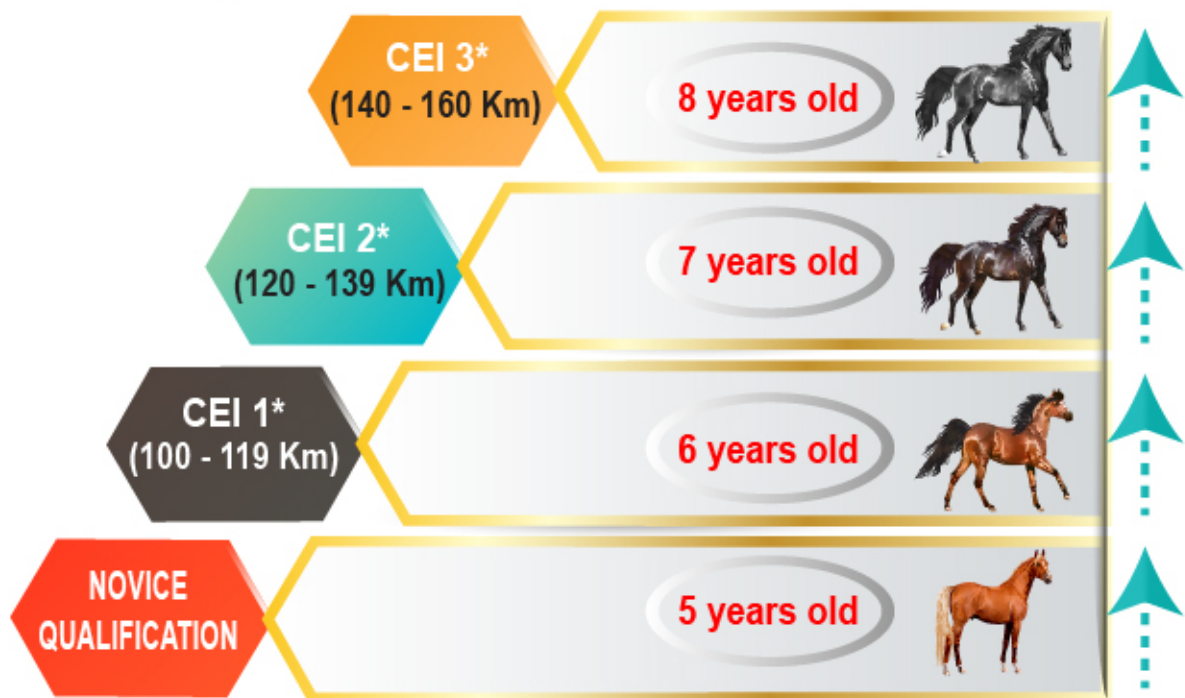 CEI 3*
(140 - 160 Km)
8 years old
CEI 2*
(120 - 139 Km)
7 years old
CEI 1*
(100 - 119 Km)
6 years old
NOVICE
QUALIFICATION
5 years old